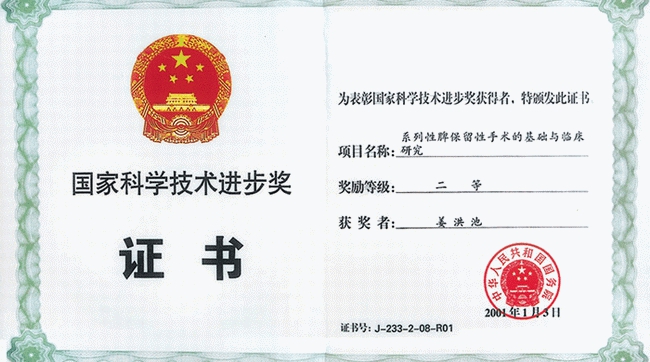 国家科学技术进步奖
证书
为表彰国家科学技术进步奖获得者，特颁发此证书
项目名称：系列性脾保留性手术的基础与临床
研究
奖励等级：二等
获奖者：姜洪池
中华人民共和国国务院
2001年1月3日
证书号：J-233-2-08-R01